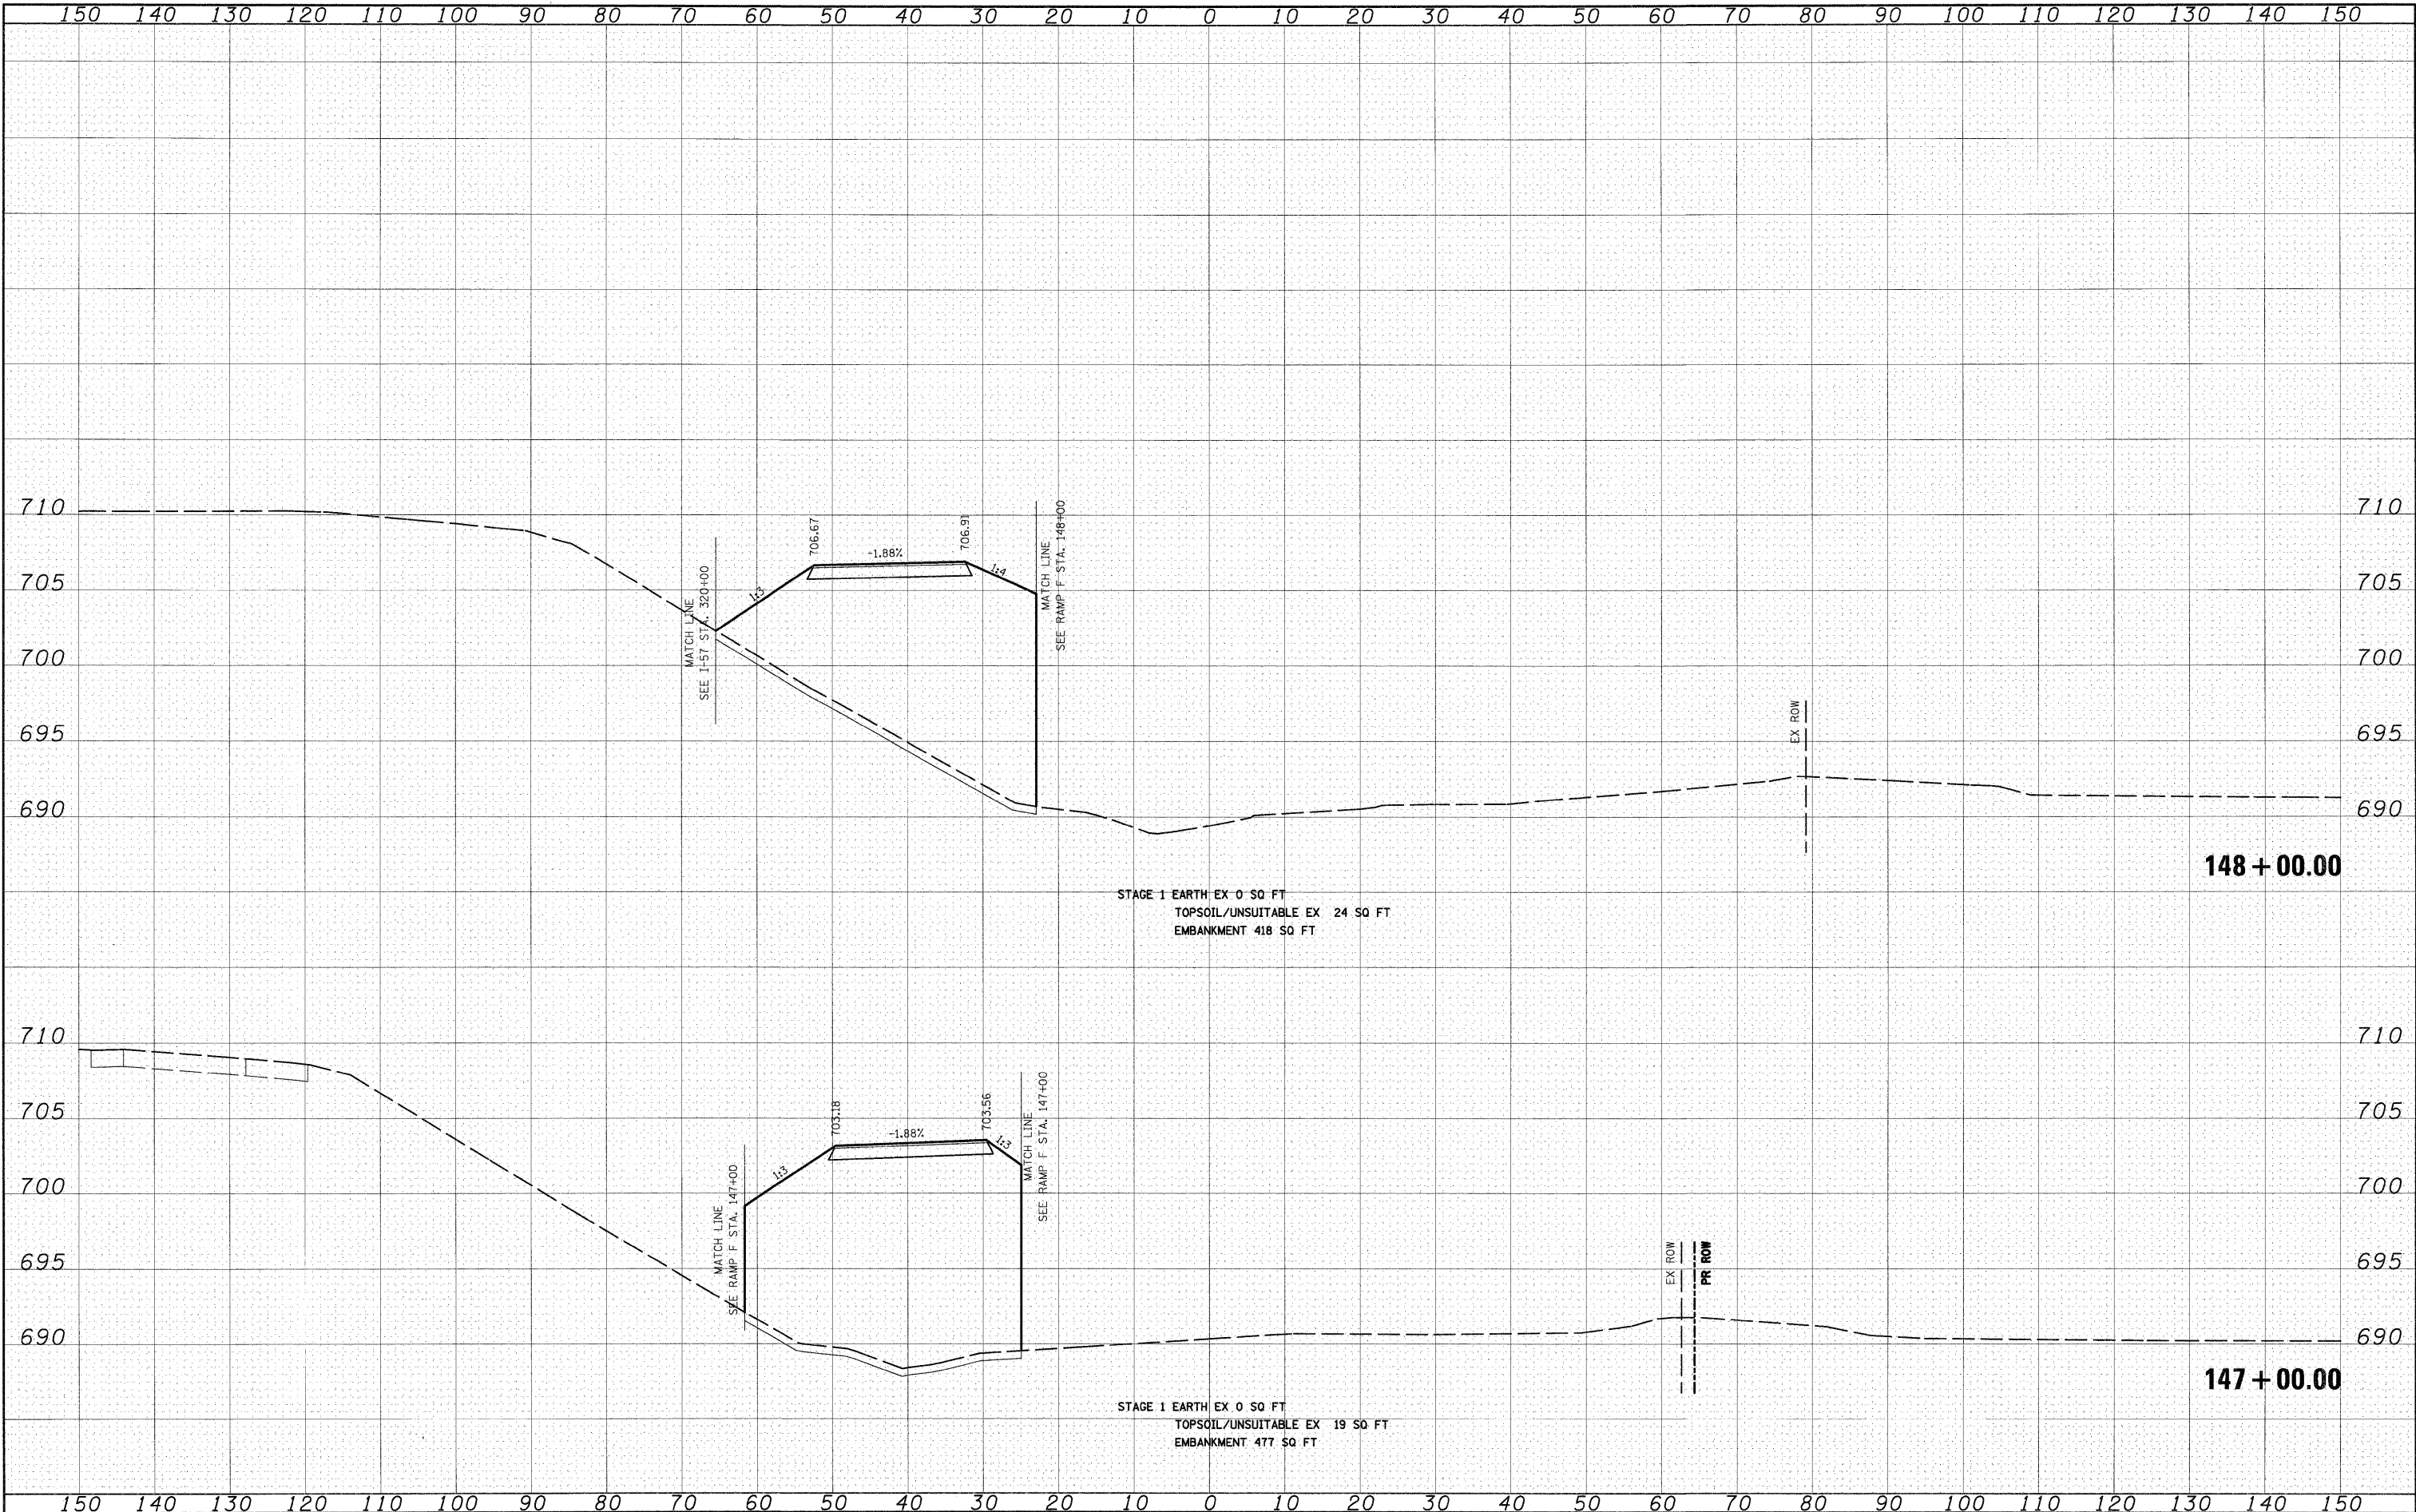 150 140 130 120 110 100 90 80 70 60 50 40 30 20 10 0 10 20 30 40 50 60 70 80 90 100 110 120 130 140 150
710 710
705 705
700 700
695 695
690 690
MATCH LINE
SEE I-57 STA. 320+00
1:3
706.67
-1.88%
706.91
1:4
MATCH LINE
SEE RAMP F STA. 148+00
EX ROW
148+00.00
STAGE 1 EARTH EX 0 SQ FT
TOPSOIL/UNSUITABLE EX 24 SQ FT
EMBANKMENT 418 SQ FT
710 710
705 705
700 700
695 695
690 690
MATCH LINE
SEE RAMP F STA. 147+00
1:3
703.18
-1.88%
703.56
1:3
MATCH LINE
SEE RAMP F STA. 147+00
EX ROW
PR ROW
147+00.00
STAGE 1 EARTH EX 0 SQ FT
TOPSOIL/UNSUITABLE EX 19 SQ FT
EMBANKMENT 477 SQ FT
150 140 130 120 110 100 90 80 70 60 50 40 30 20 10 0 10 20 30 40 50 60 70 80 90 100 110 120 130 140 150